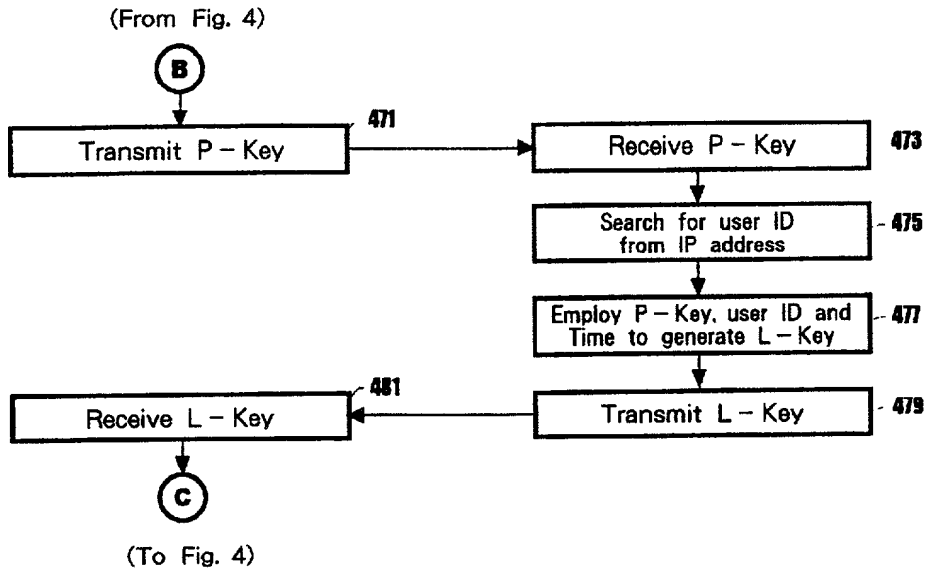 (From Fig. 4)
B
471
Transmit P-Key
Receive P-Key
473
Search for user ID
from IP address
475
Employ P-Key, user ID and
Time to generate L-Key
477
481
Receive L-Key
Transmit L-Key
479
C
(To Fig. 4)